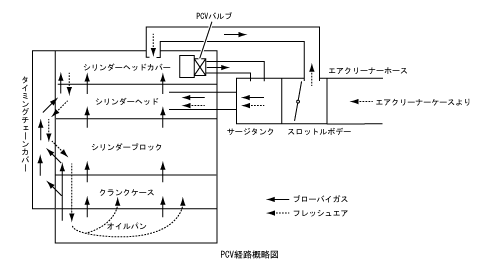 PCVバルブ
シリンダーヘッドカバー
エアクリーナーホース
シリンダーヘッド
エアクリーナーケースより
タイミングチェーンカバー
サージタンク
スロットルボデー
シリンダーブロック
クランクケース
ブローバイガス
フレッシュエア
オイルパン
PCV経路概略図